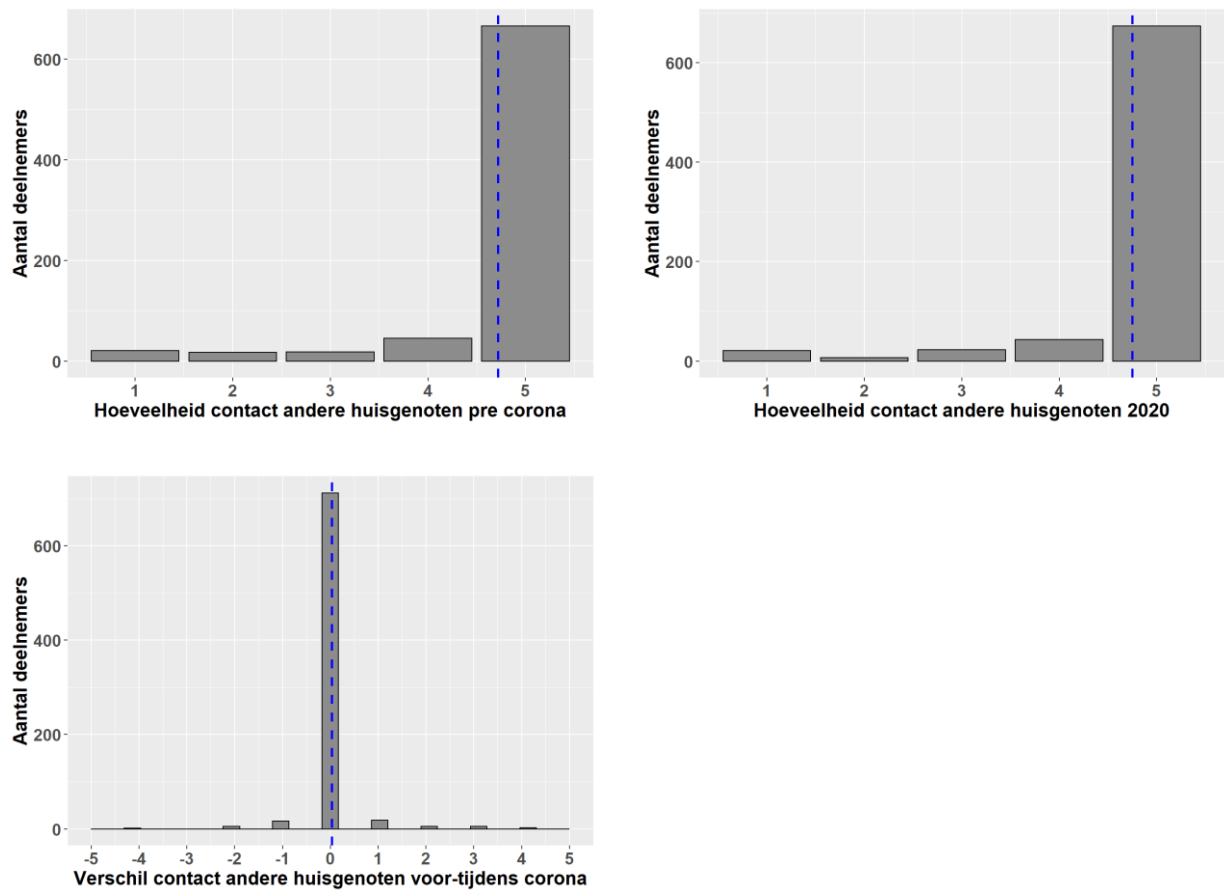 600
400
200
0
Aantal deelnemers
1 2 3 4 5
Hoeveelheid contact andere huisgenoten pre corona
600
400
200
0
Aantal deelnemers
1 2 3 4 5
Hoeveelheid contact andere huisgenoten 2020
600
400
200
0
Aantal deelnemers
-5 -4 -3 -2 -1 0 1 2 3 4 5
Verschil contact andere huisgenoten voor-tijdens corona